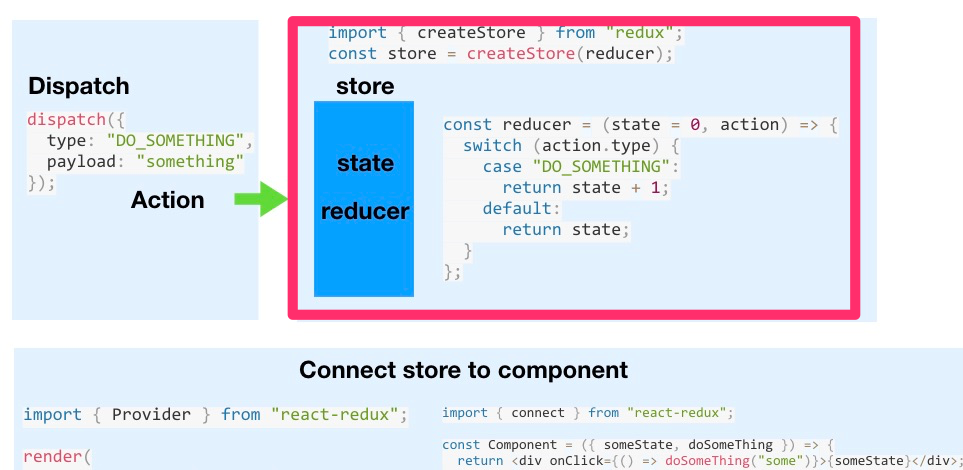 Dispatch
dispatch({
type: "DO_SOMETHING",
payload: "something"
});
Action
import { createStore } from "redux";
const store = createStore(reducer);
store
state
reducer
const reducer = (state = 0, action) => {
switch (action.type) {
case "DO_SOMETHING":
return state + 1;
default:
return state;
}
};
Connect store to component
import { Provider } from "react-redux";
render(
import { connect } from "react-redux";
const Component = ({ someState, doSomeThing }) => {
return <div onClick={() => doSomeThing("some")}>{someState}</div>;